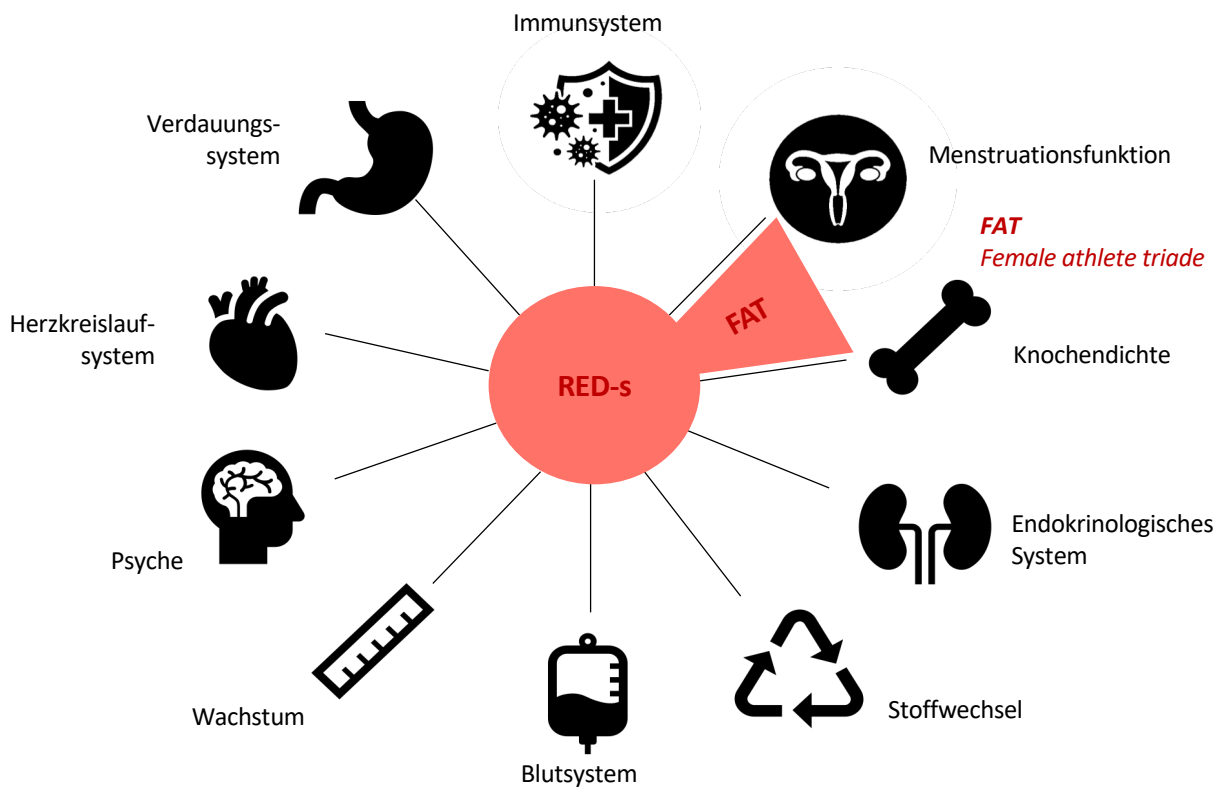 Immunsystem
Verdauungs-
system
Menstruationsfunktion
FAT
Female athlete triade
FAT
Herzkreislauf-
system
Knochendichte
RED-s
Endokrinologisches
System
Psyche
Wachstum
Stoffwechsel
Blutsystem